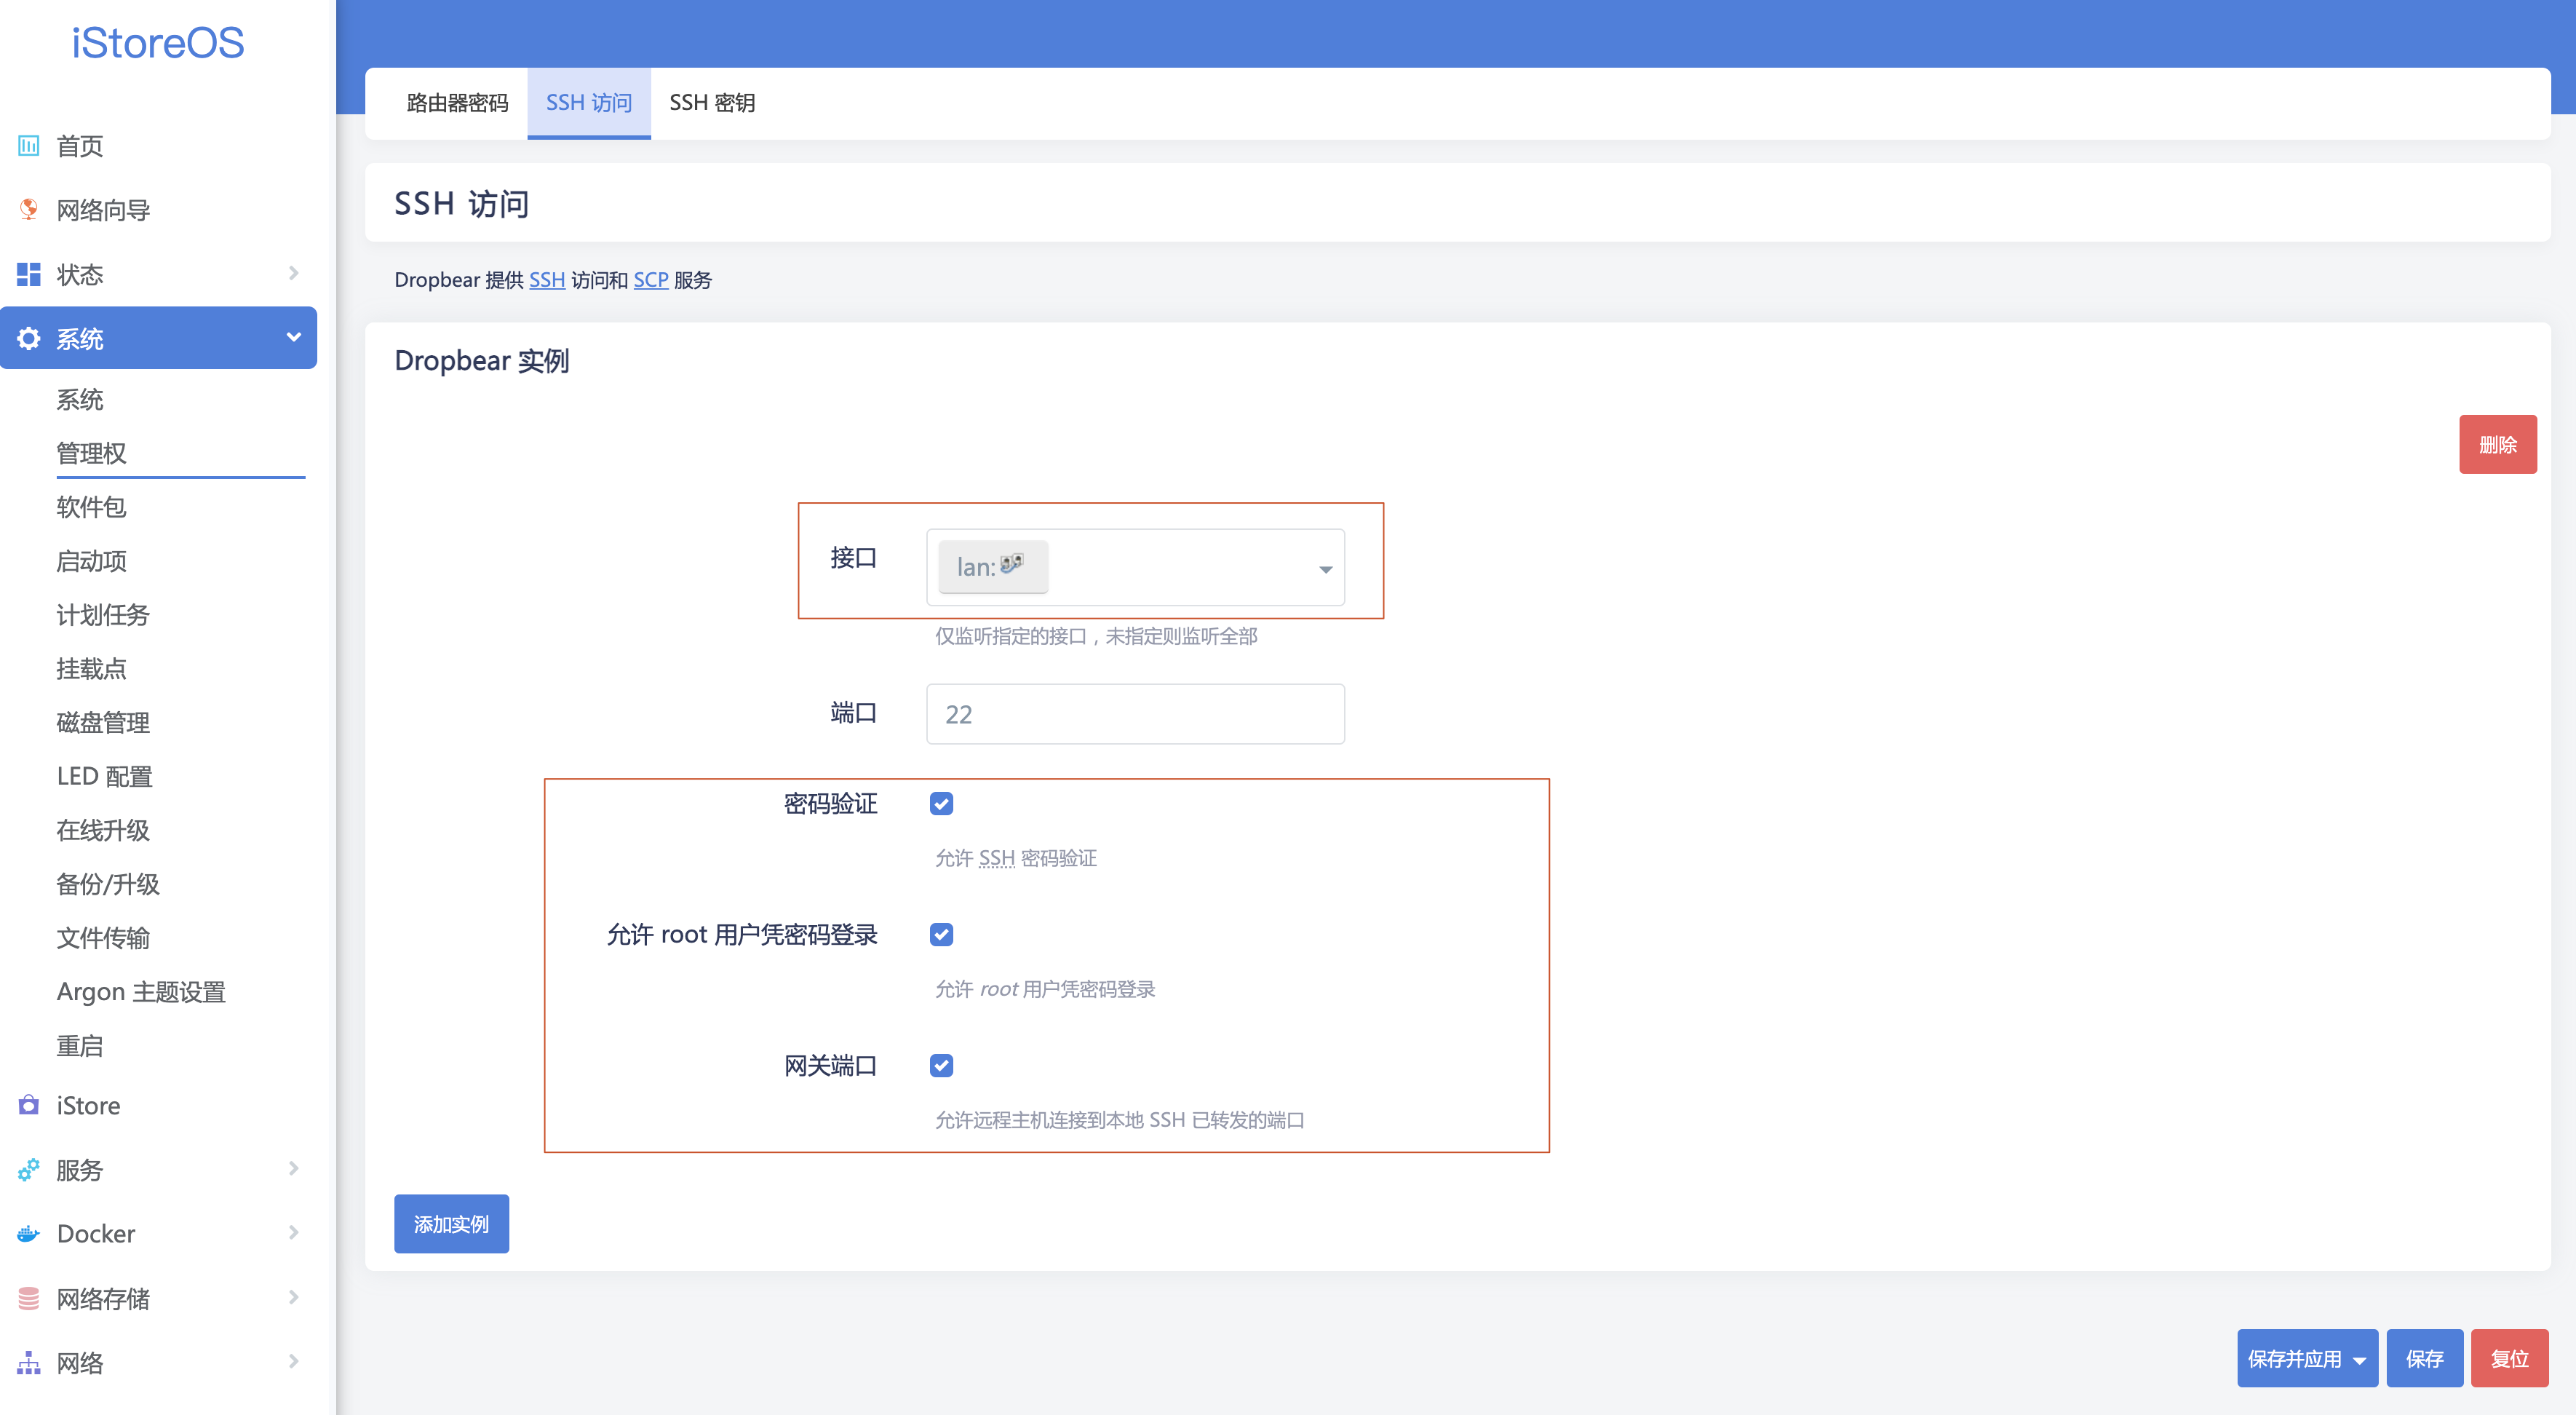 iStoreOS
首页
网络向导
状态
系统
系统
管理权
软件包
启动项
计划任务
挂载点
磁盘管理
LED 配置
在线升级
备份/升级
文件传输
Argon 主题设置
重启
iStore
服务
Docker
网络存储
网络
路由器密码 SSH 访问 SSH 密钥
SSH 访问
Dropbear 提供 SSH 访问和 SCP 服务
Dropbear 实例
删除
接口 lan:
仅监听指定的接口，未指定则监听全部
端口 22
密码验证
允许 SSH 密码验证
允许 root 用户凭密码登录
允许 root 用户凭密码登录
网关端口
允许远程主机连接到本地 SSH 已转发的端口
添加实例
保存并应用 保存 复位